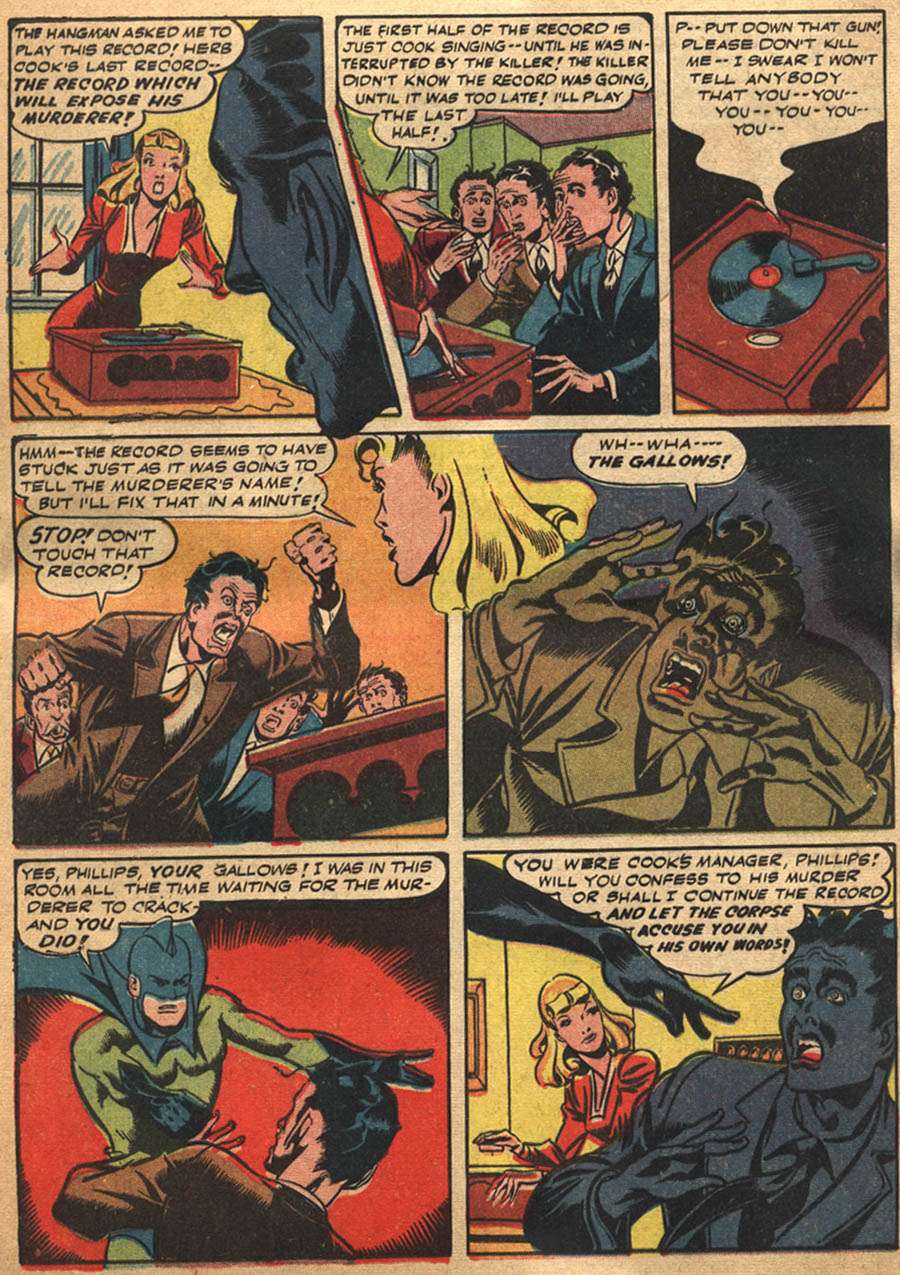 THE HANGMAN ASKED ME TO
PLAY THIS RECORD! HERB
COOK'S LAST RECORD--
THE RECORD WHICH
WILL EXPOSE HIS
MURDERER!
THE FIRST HALF OF THE RECORD IS
JUST COOK SINGING--UNTIL HE WAS IN-
TERRUPTED BY THE KILLER! THE KILLER
DIDN'T KNOW THE RECORD WAS GOING,
UNTIL IT WAS TOO LATE! I'LL PLAY
THE LAST
HALF!
P--PUT DOWN THAT GUN!
PLEASE DON'T KILL
ME--I SWEAR I WON'T
TELL ANYBODY
THAT YOU--YOU--
YOU--YOU-YOU--
YOU--
HMM--THE RECORD SEEMS TO HAVE
STUCK JUST AS IT WAS GOING TO
TELL THE MURDERER'S NAME!
BUT I'LL FIX THAT IN A MINUTE!
STOP! DON'T
TOUCH THAT
RECORD!
WH--WHA----
THE GALLOWS!
YES, PHILLIPS, YOUR GALLOWS! I WAS IN THIS
ROOM ALL THE TIME WAITING FOR THE MUR-
DERER TO CRACK-
AND YOU
DID!
YOU WERE COOK'S MANAGER, PHILLIPS!
WILL YOU CONFESS TO HIS MURDER
OR SHALL I CONTINUE THE RECORD
AND LET THE CORPSE
ACCUSE YOU IN
HIS OWN WORDS!